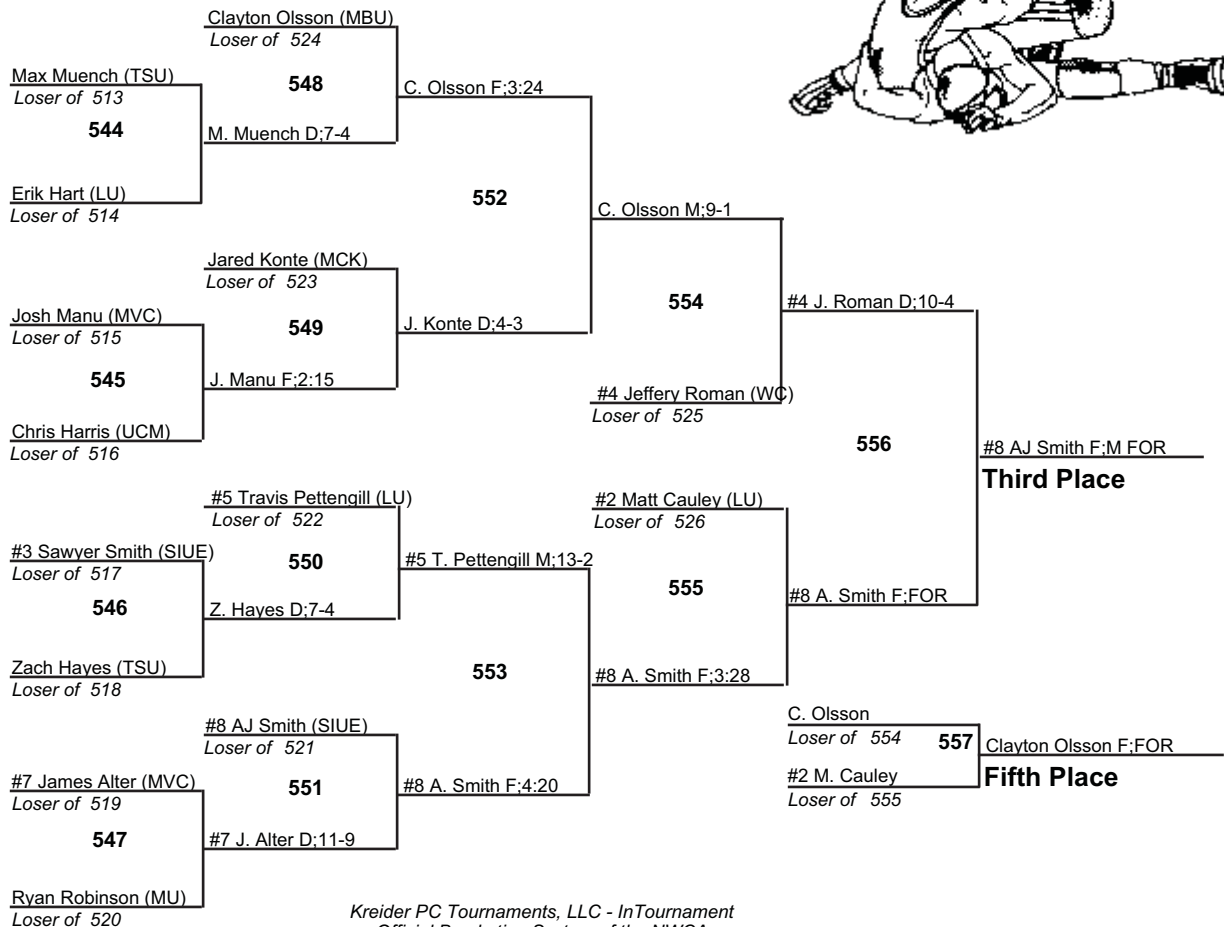 Clayton Olsson (MBU)
Loser of 524
Max Muench (TSU)
Loser of 513
548
C. Olsson F;3:24
544
M. Muench D;7-4
Erik Hart (LU)
Loser of 514
552
C. Olsson M;9-1
Jared Konte (MCK)
Loser of 523
Josh Manu (MVC)
Loser of 515
549
J. Konte D;4-3
554
#4 J. Roman D;10-4
545
J. Manu F;2:15
#4 Jeffery Roman (WC)
Loser of 525
Chris Harris (UCM)
Loser of 516
556
#8 AJ Smith F;M FOR
Third Place
#5 Travis Pettengill (LU)
Loser of 522
#2 Matt Cauley (LU)
Loser of 526
#3 Sawyer Smith (SIUE)
Loser of 517
550
#5 T. Pettengill M;13-2
555
#8 A. Smith F;FOR
546
Z. Hayes D;7-4
Zach Hayes (TSU)
Loser of 518
553
#8 A. Smith F;3:28
#8 AJ Smith (SIUE)
Loser of 521
C. Olsson
Loser of 554
557
Clayton Olsson F;FOR
Fifth Place
#2 M. Cauley
Loser of 555
#7 James Alter (MVC)
Loser of 519
551
#8 A. Smith F;4:20
547
#7 J. Alter D;11-9
Ryan Robinson (MU)
Loser of 520
Kreider PC Tournaments, LLC - InTournament